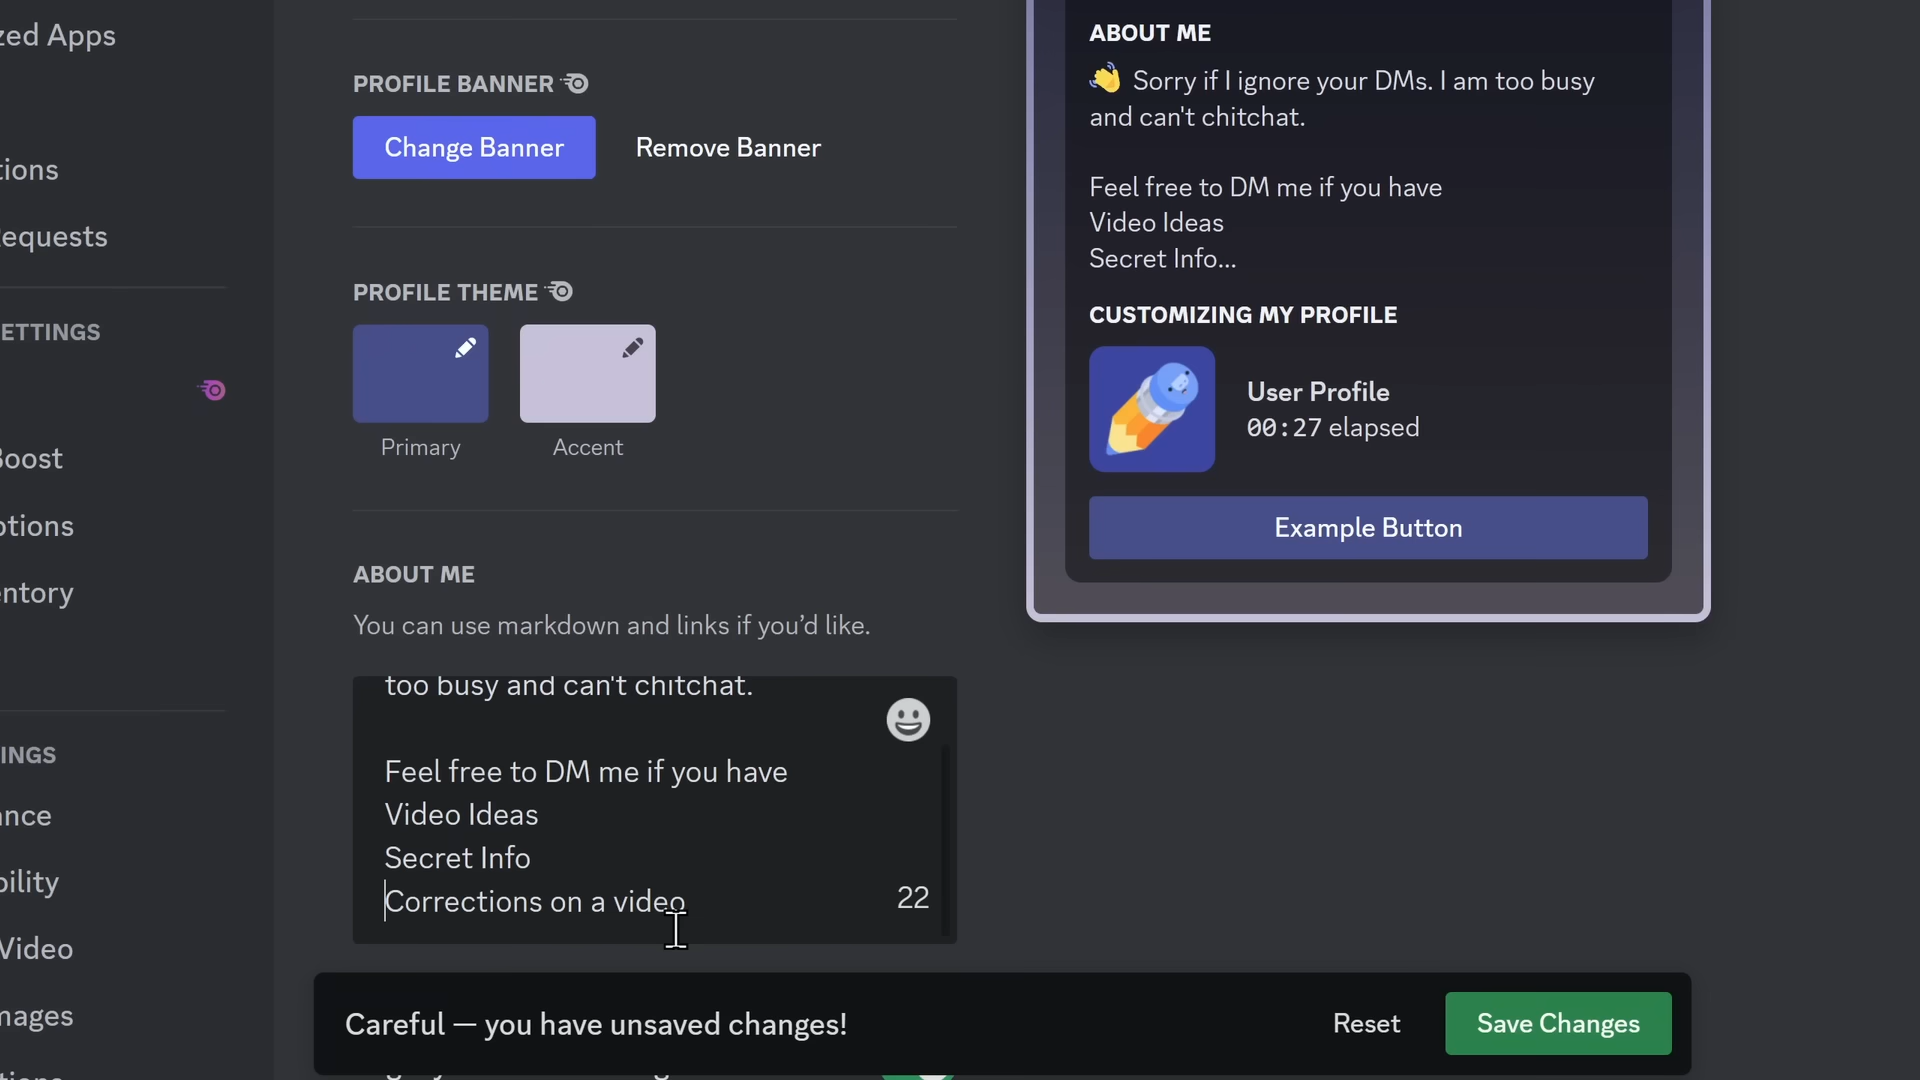 zed Apps
tions
equests
ETTINGS
Boost
ptions
entory
INGS
nce
bility
Video
mages
PROFILE BANNER
Change Banner
Remove Banner
PROFILE THEME
Primary
Accent
ABOUT ME
You can use markdown and links if you’d like.
too busy and can't chitchat.
Feel free to DM me if you have
Video Ideas
Secret Info
Corrections on a video
22
ABOUT ME
👋 Sorry if I ignore your DMs. I am too busy
and can't chitchat.
Feel free to DM me if you have
Video Ideas
Secret Info...
CUSTOMIZING MY PROFILE
User Profile
00:27 elapsed
Example Button
Careful — you have unsaved changes!
Reset
Save Changes